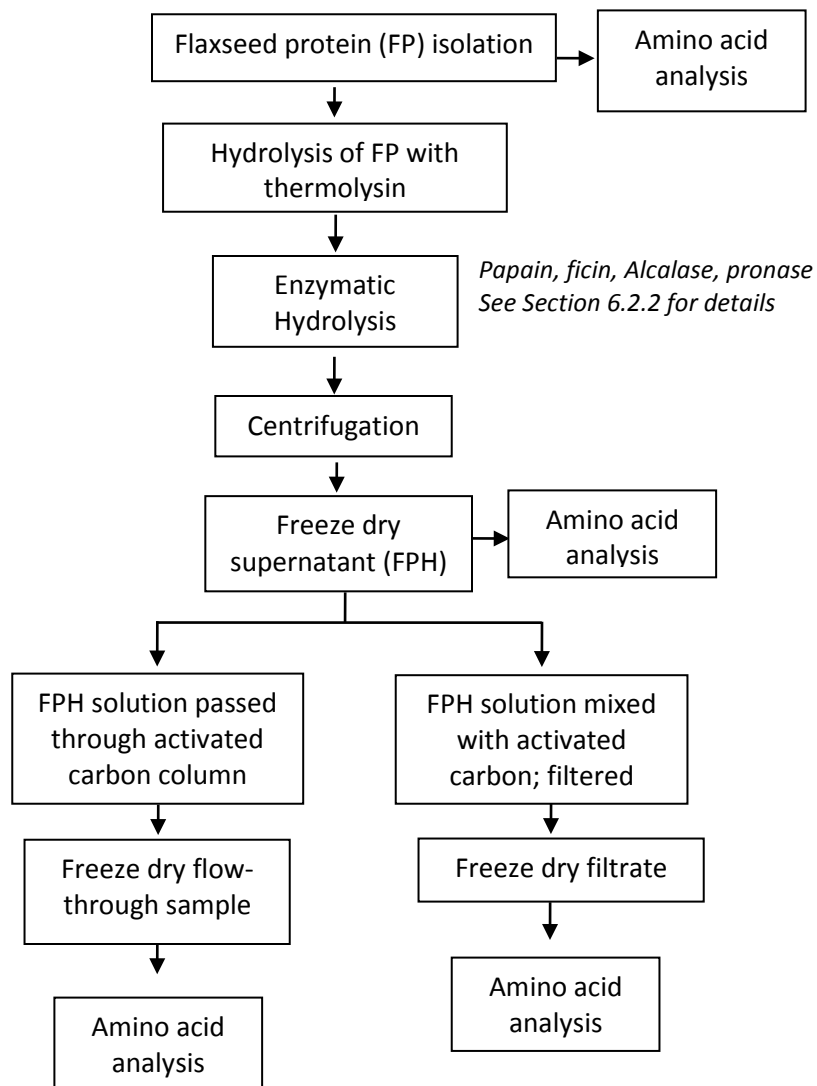 Flaxseed protein (FP) isolation
Amino acid
analysis
Hydrolysis of FP with
thermolysin
Enzymatic
Hydrolysis
Papain, ficin, Alcalase, pronase
See Section 6.2.2 for details
Centrifugation
Freeze dry
supernatant (FPH)
Amino acid
analysis
FPH solution passed
through activated
carbon column
FPH solution mixed
with activated
carbon; filtered
Freeze dry flow-
through sample
Freeze dry filtrate
Amino acid
analysis
Amino acid
analysis